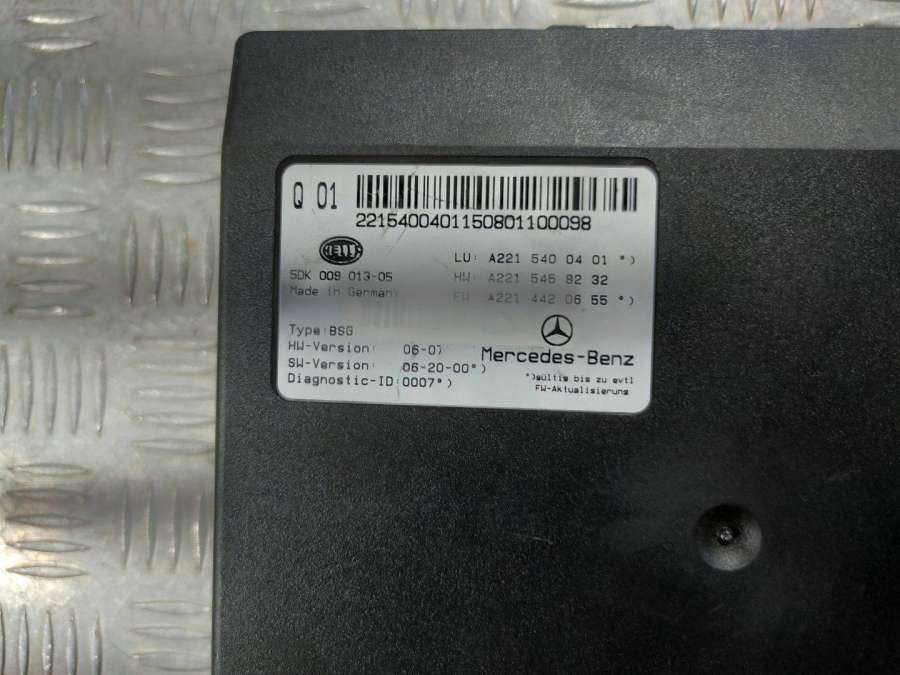 Q 01
2215400401150801100098
HELLA
LU: A221 540 04 01 *)
5DK 009 013-05
HW: A221 545 82 32
Made in Germany
FW: A221 442 06 55 *)
Type:BSG
HW-Version: 06-07
Mercedes-Benz
SW-Version: 06-20-00*)
Diagnostic-ID:0007*)
*)gültig bis zu evtl
FW-Aktualisierung